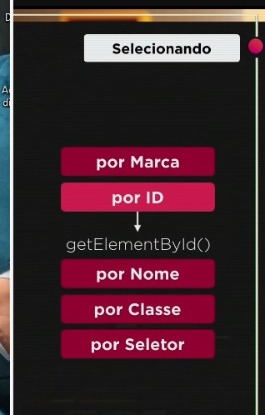 Selecionando
por Marca
por ID
getElementById()
por Nome
por Classe
por Seletor